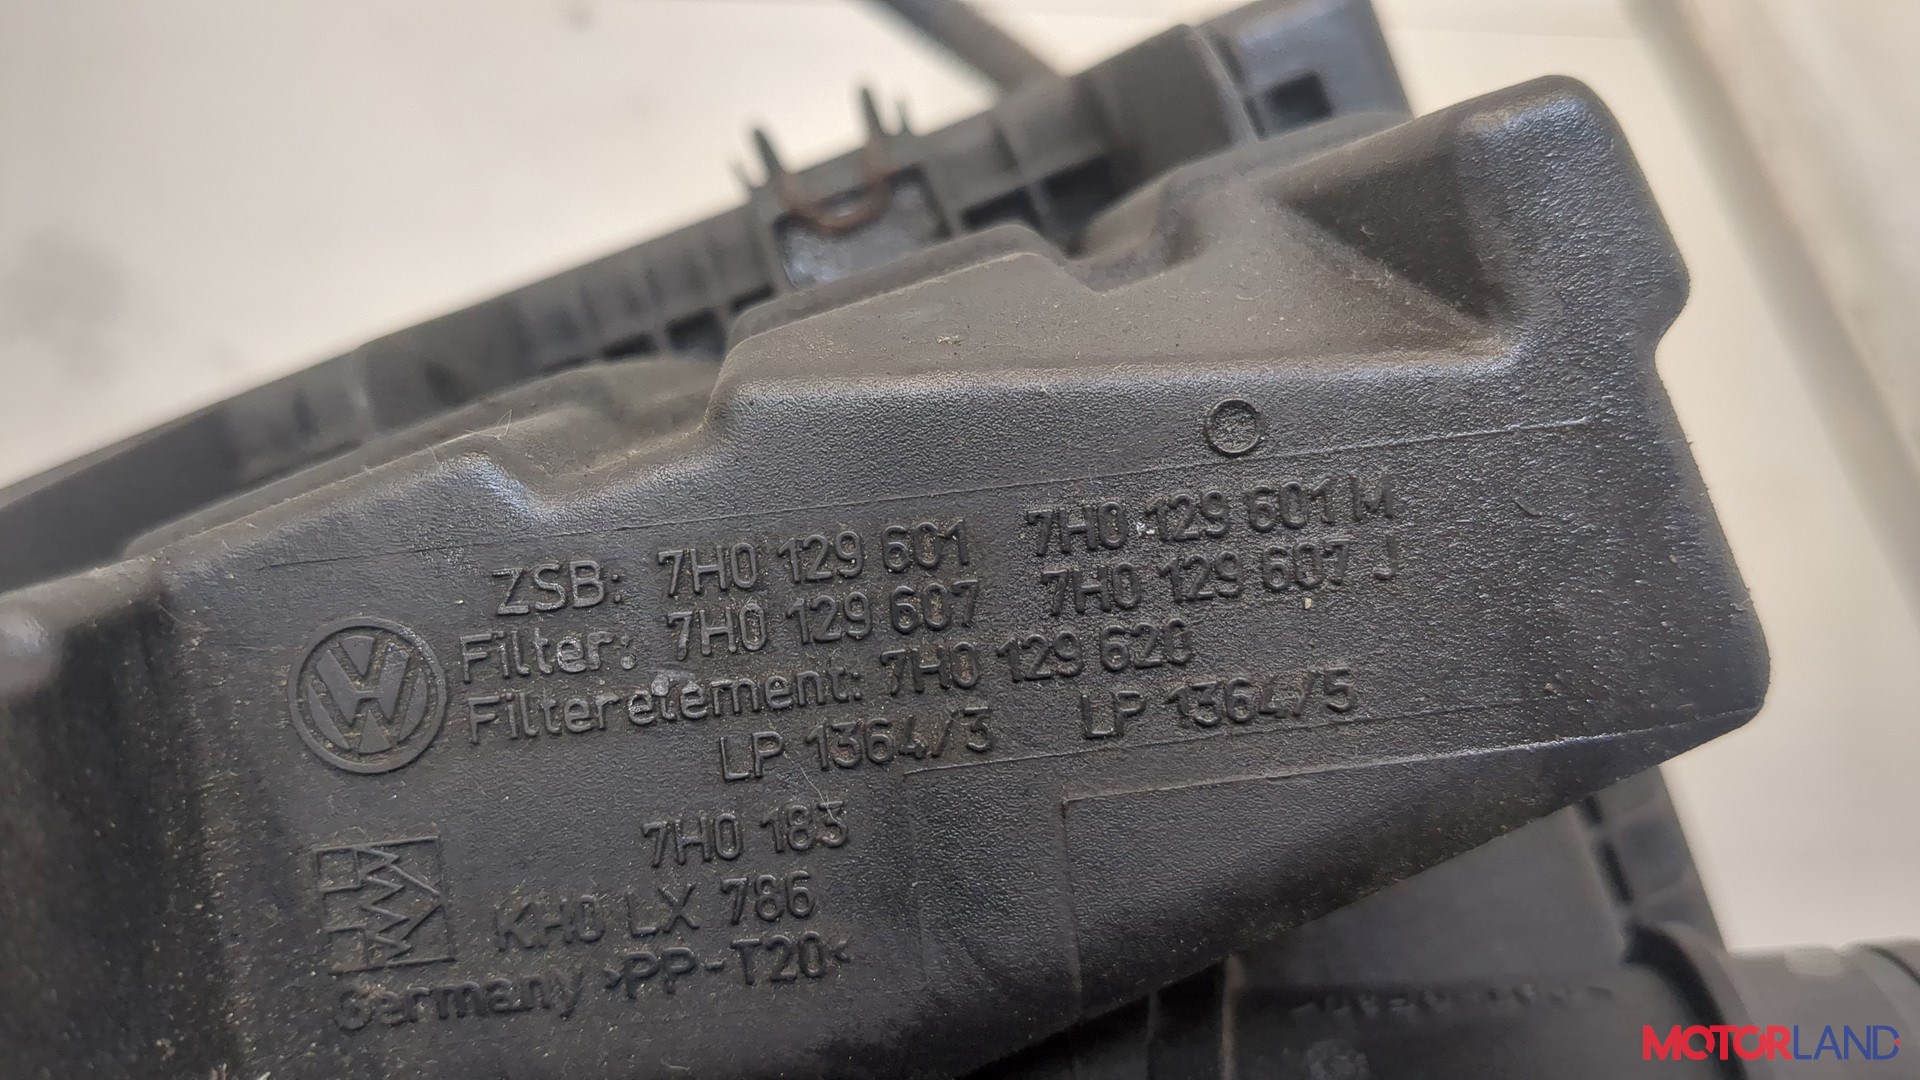 ZSB: 7H0 129 601 7H0 129 601 M
Filter: 7H0 129 607 7H0 129 607 J
Filterelement: 7H0 129 620
LP 1364/3 LP 1364/5
7H0 183
KH0 LX 786
Germany >PP-T20<
MOTORLAND